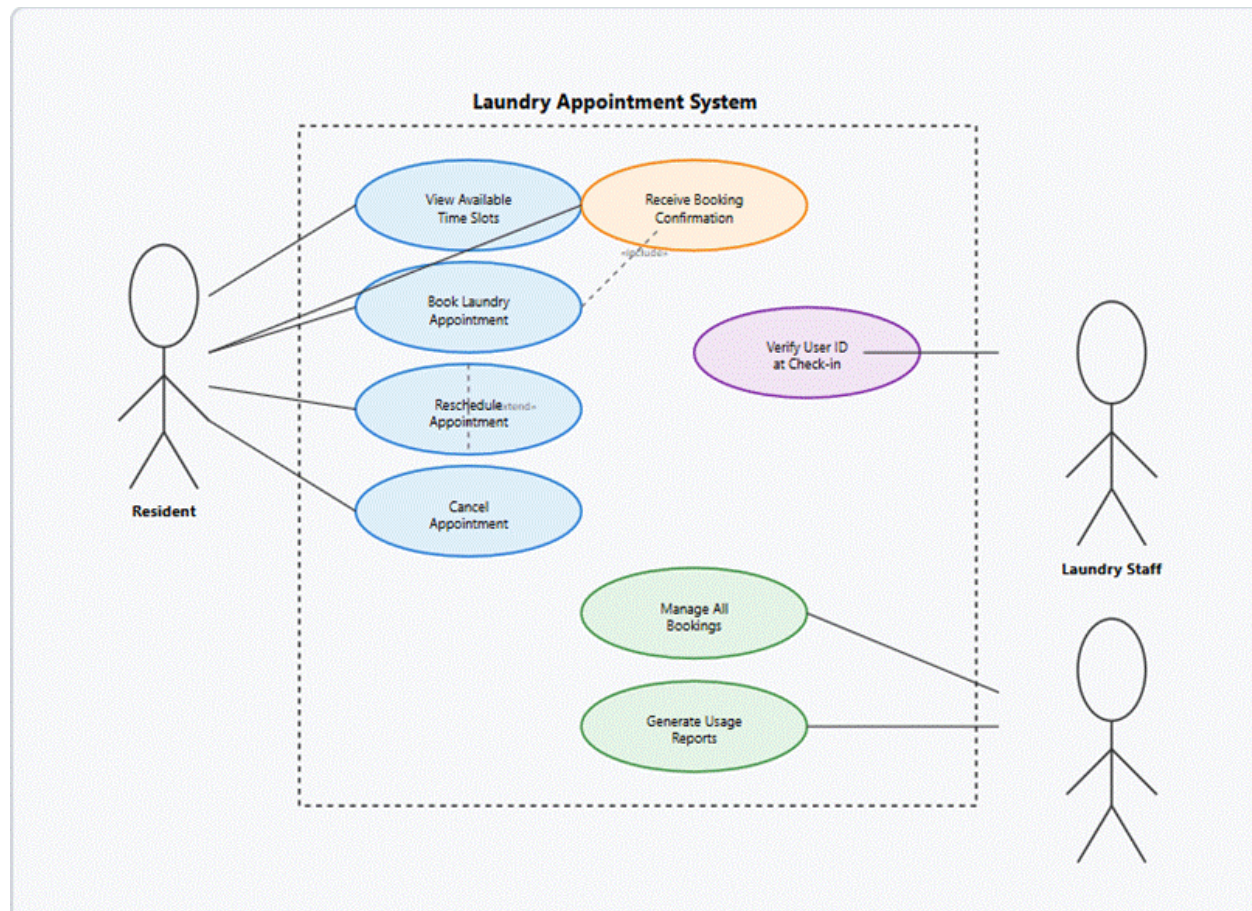 Laundry Appointment System
View Available
Time Slots
Receive Booking
Confirmation
«include»
Book Laundry
Appointment
Verify User ID
at Check-in
Reschedule
Appointment
Cancel
Appointment
Resident
Laundry Staff
Manage All
Bookings
Generate Usage
Reports